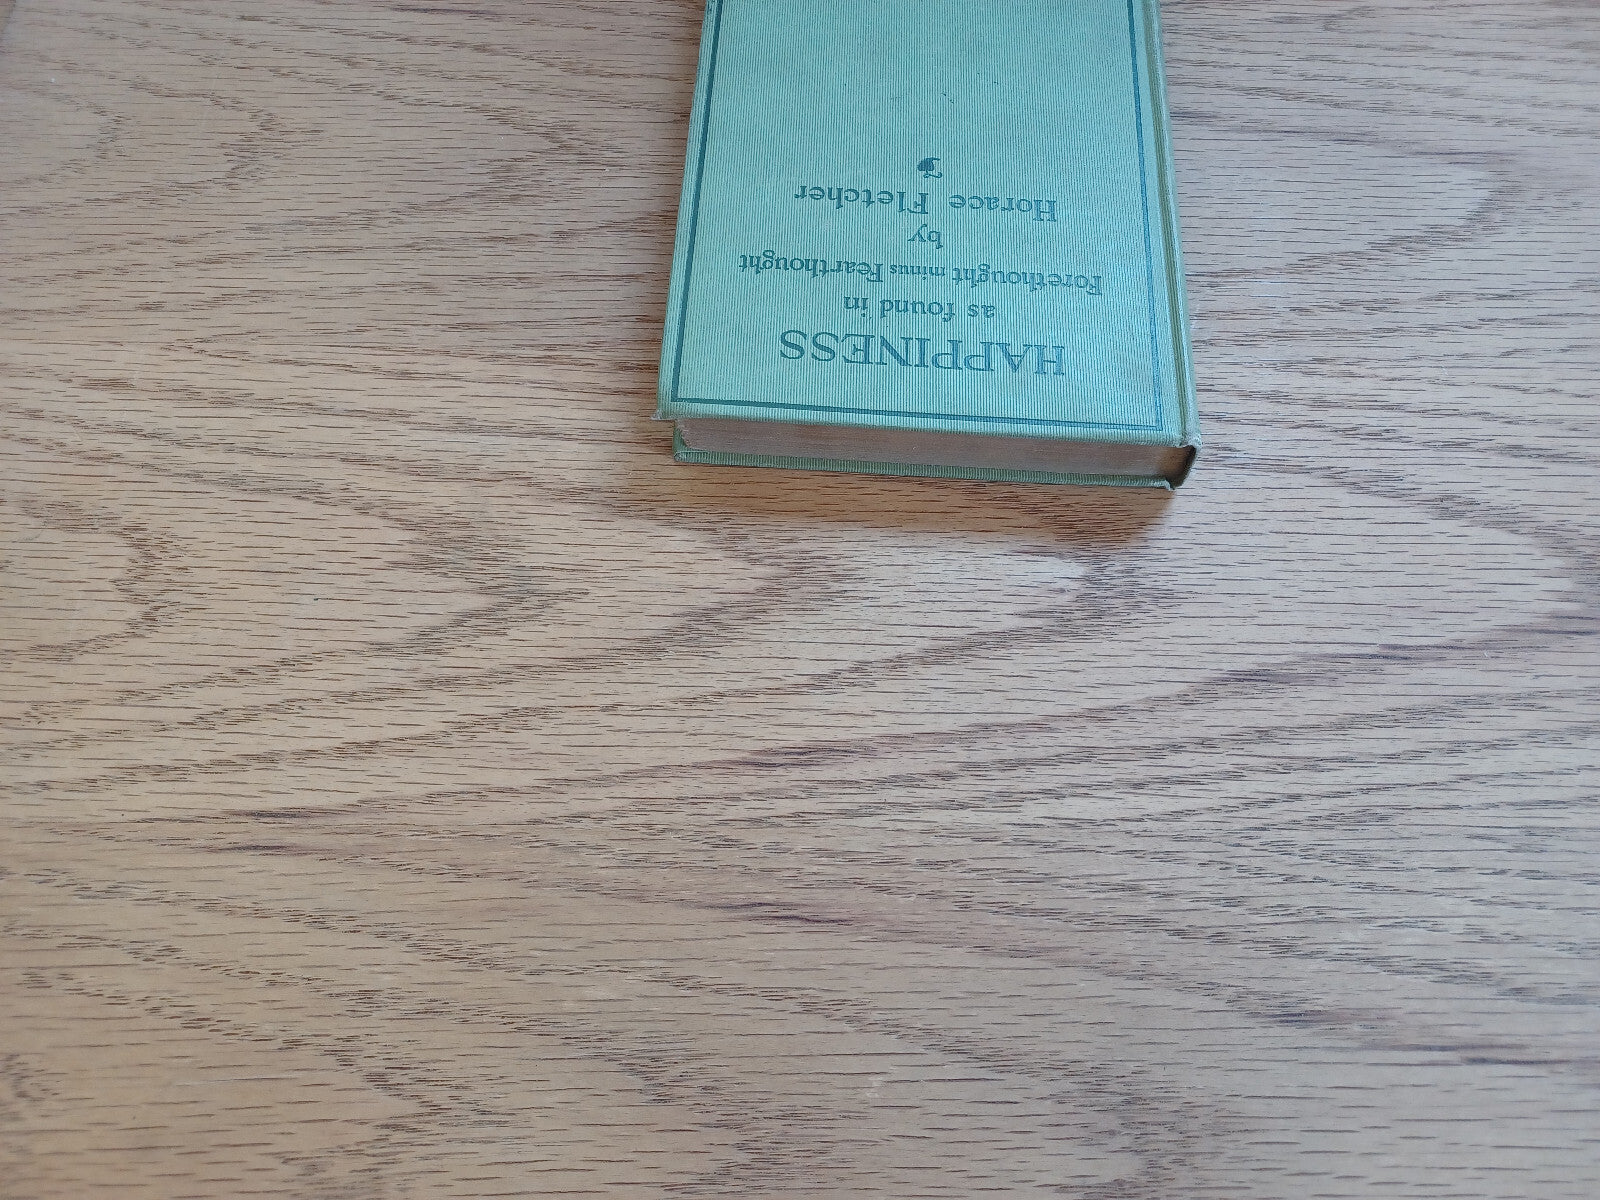 HAPPINESS
as found in
Forethought minus Fearthought
by
Horace Fletcher